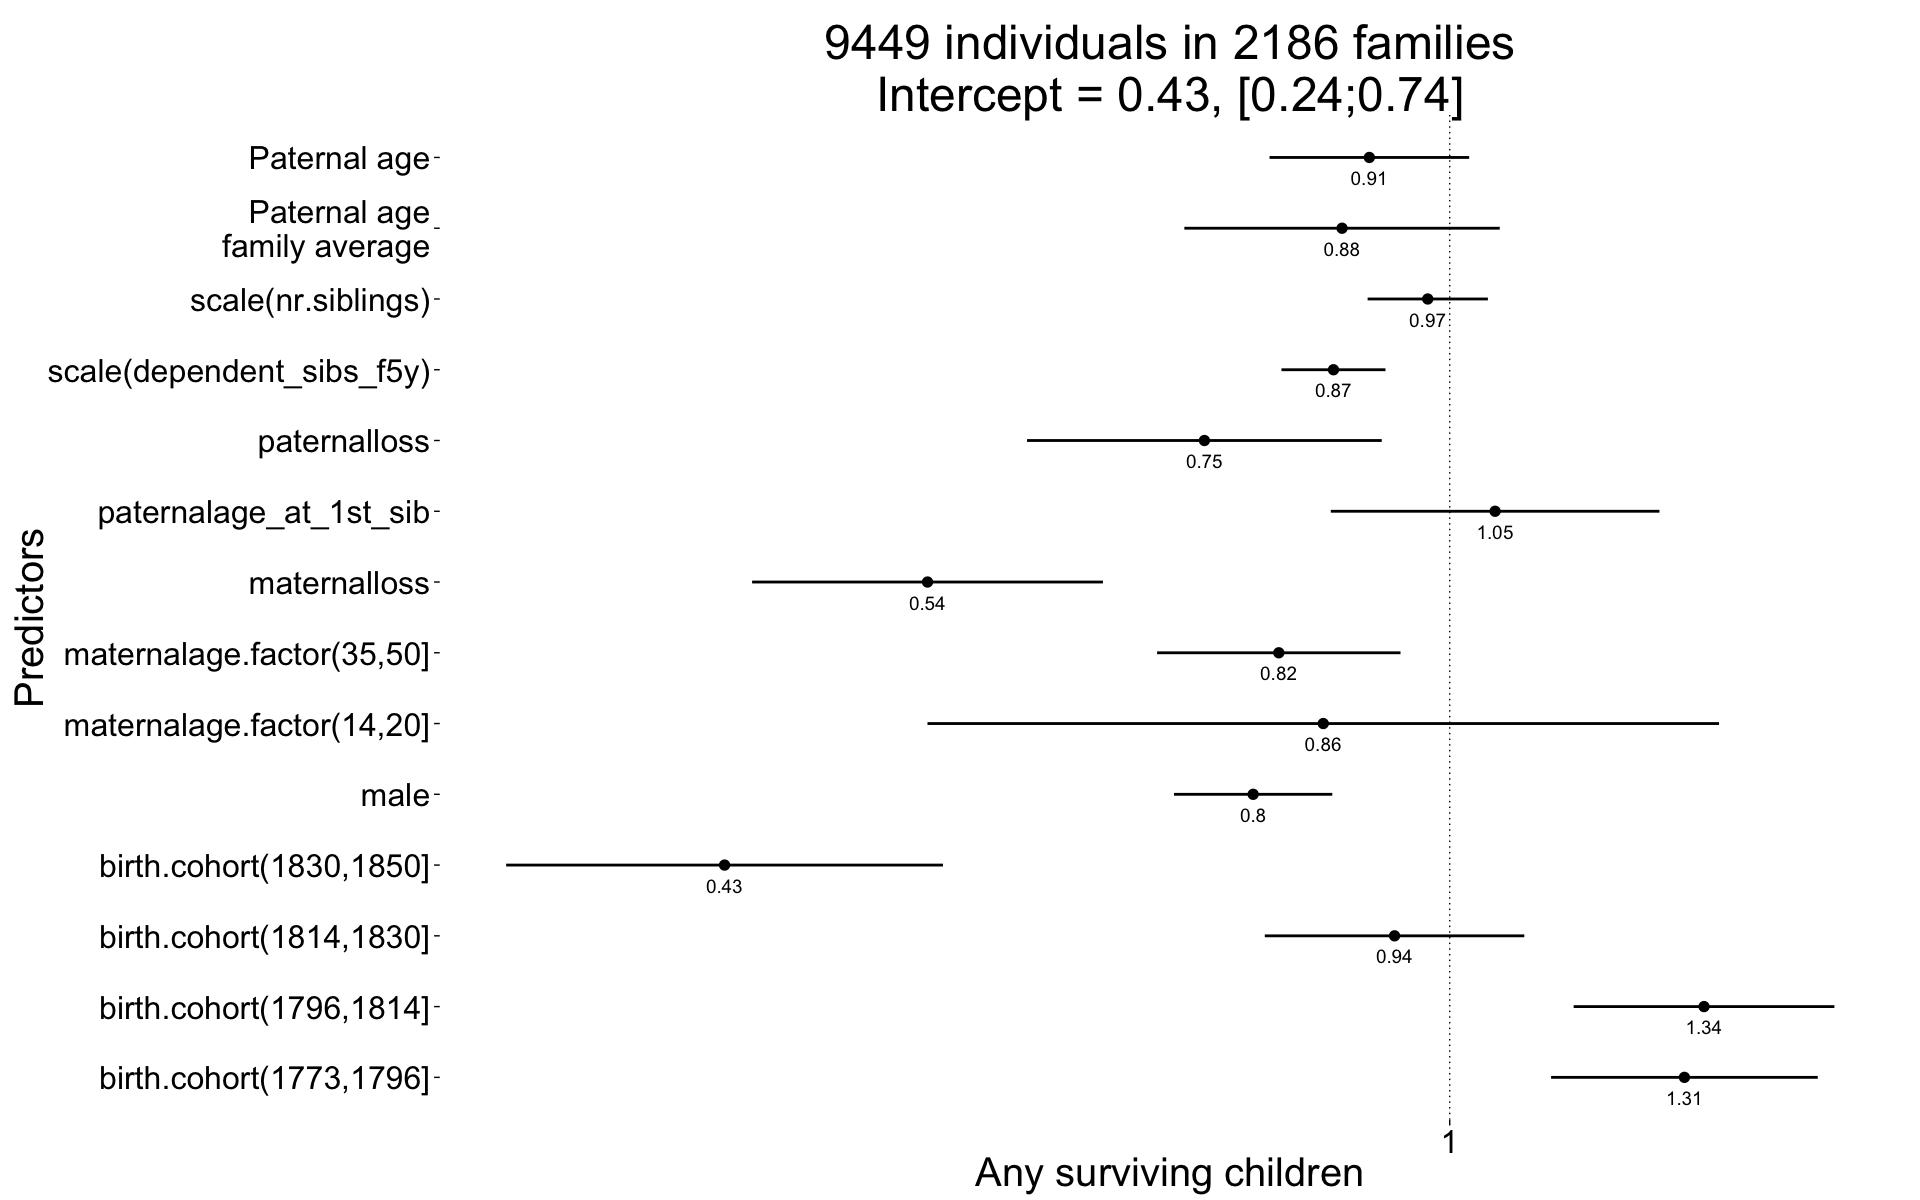 9449 individuals in 2186 families
Intercept = 0.43, [0.24;0.74]
Paternal age
0.91
Paternal age
family average
0.88
scale(nr.siblings)
0.97
scale(dependent_sibs_f5y)
0.87
paternalloss
0.75
paternalage_at_1st_sib
1.05
maternalloss
0.54
maternalage.factor(35,50]
0.82
maternalage.factor(14,20]
0.86
male
0.8
birth.cohort(1830,1850]
0.43
birth.cohort(1814,1830]
0.94
birth.cohort(1796,1814]
1.34
birth.cohort(1773,1796]
1.31
Predictors
1
Any surviving children